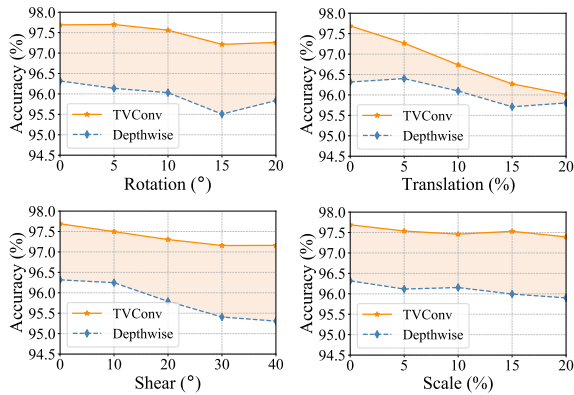 98.0
97.5
97.0
96.5
96.0
95.5
95.0
94.5
Accuracy (%)
TVConv
Depthwise
0 5 10 15 20
Rotation (°)
98.0
97.5
97.0
96.5
96.0
95.5
95.0
94.5
Accuracy (%)
TVConv
Depthwise
0 5 10 15 20
Translation (%)
98.0
97.5
97.0
96.5
96.0
95.5
95.0
94.5
Accuracy (%)
TVConv
Depthwise
0 10 20 30 40
Shear (°)
98.0
97.5
97.0
96.5
96.0
95.5
95.0
94.5
Accuracy (%)
TVConv
Depthwise
0 5 10 15 20
Scale (%)